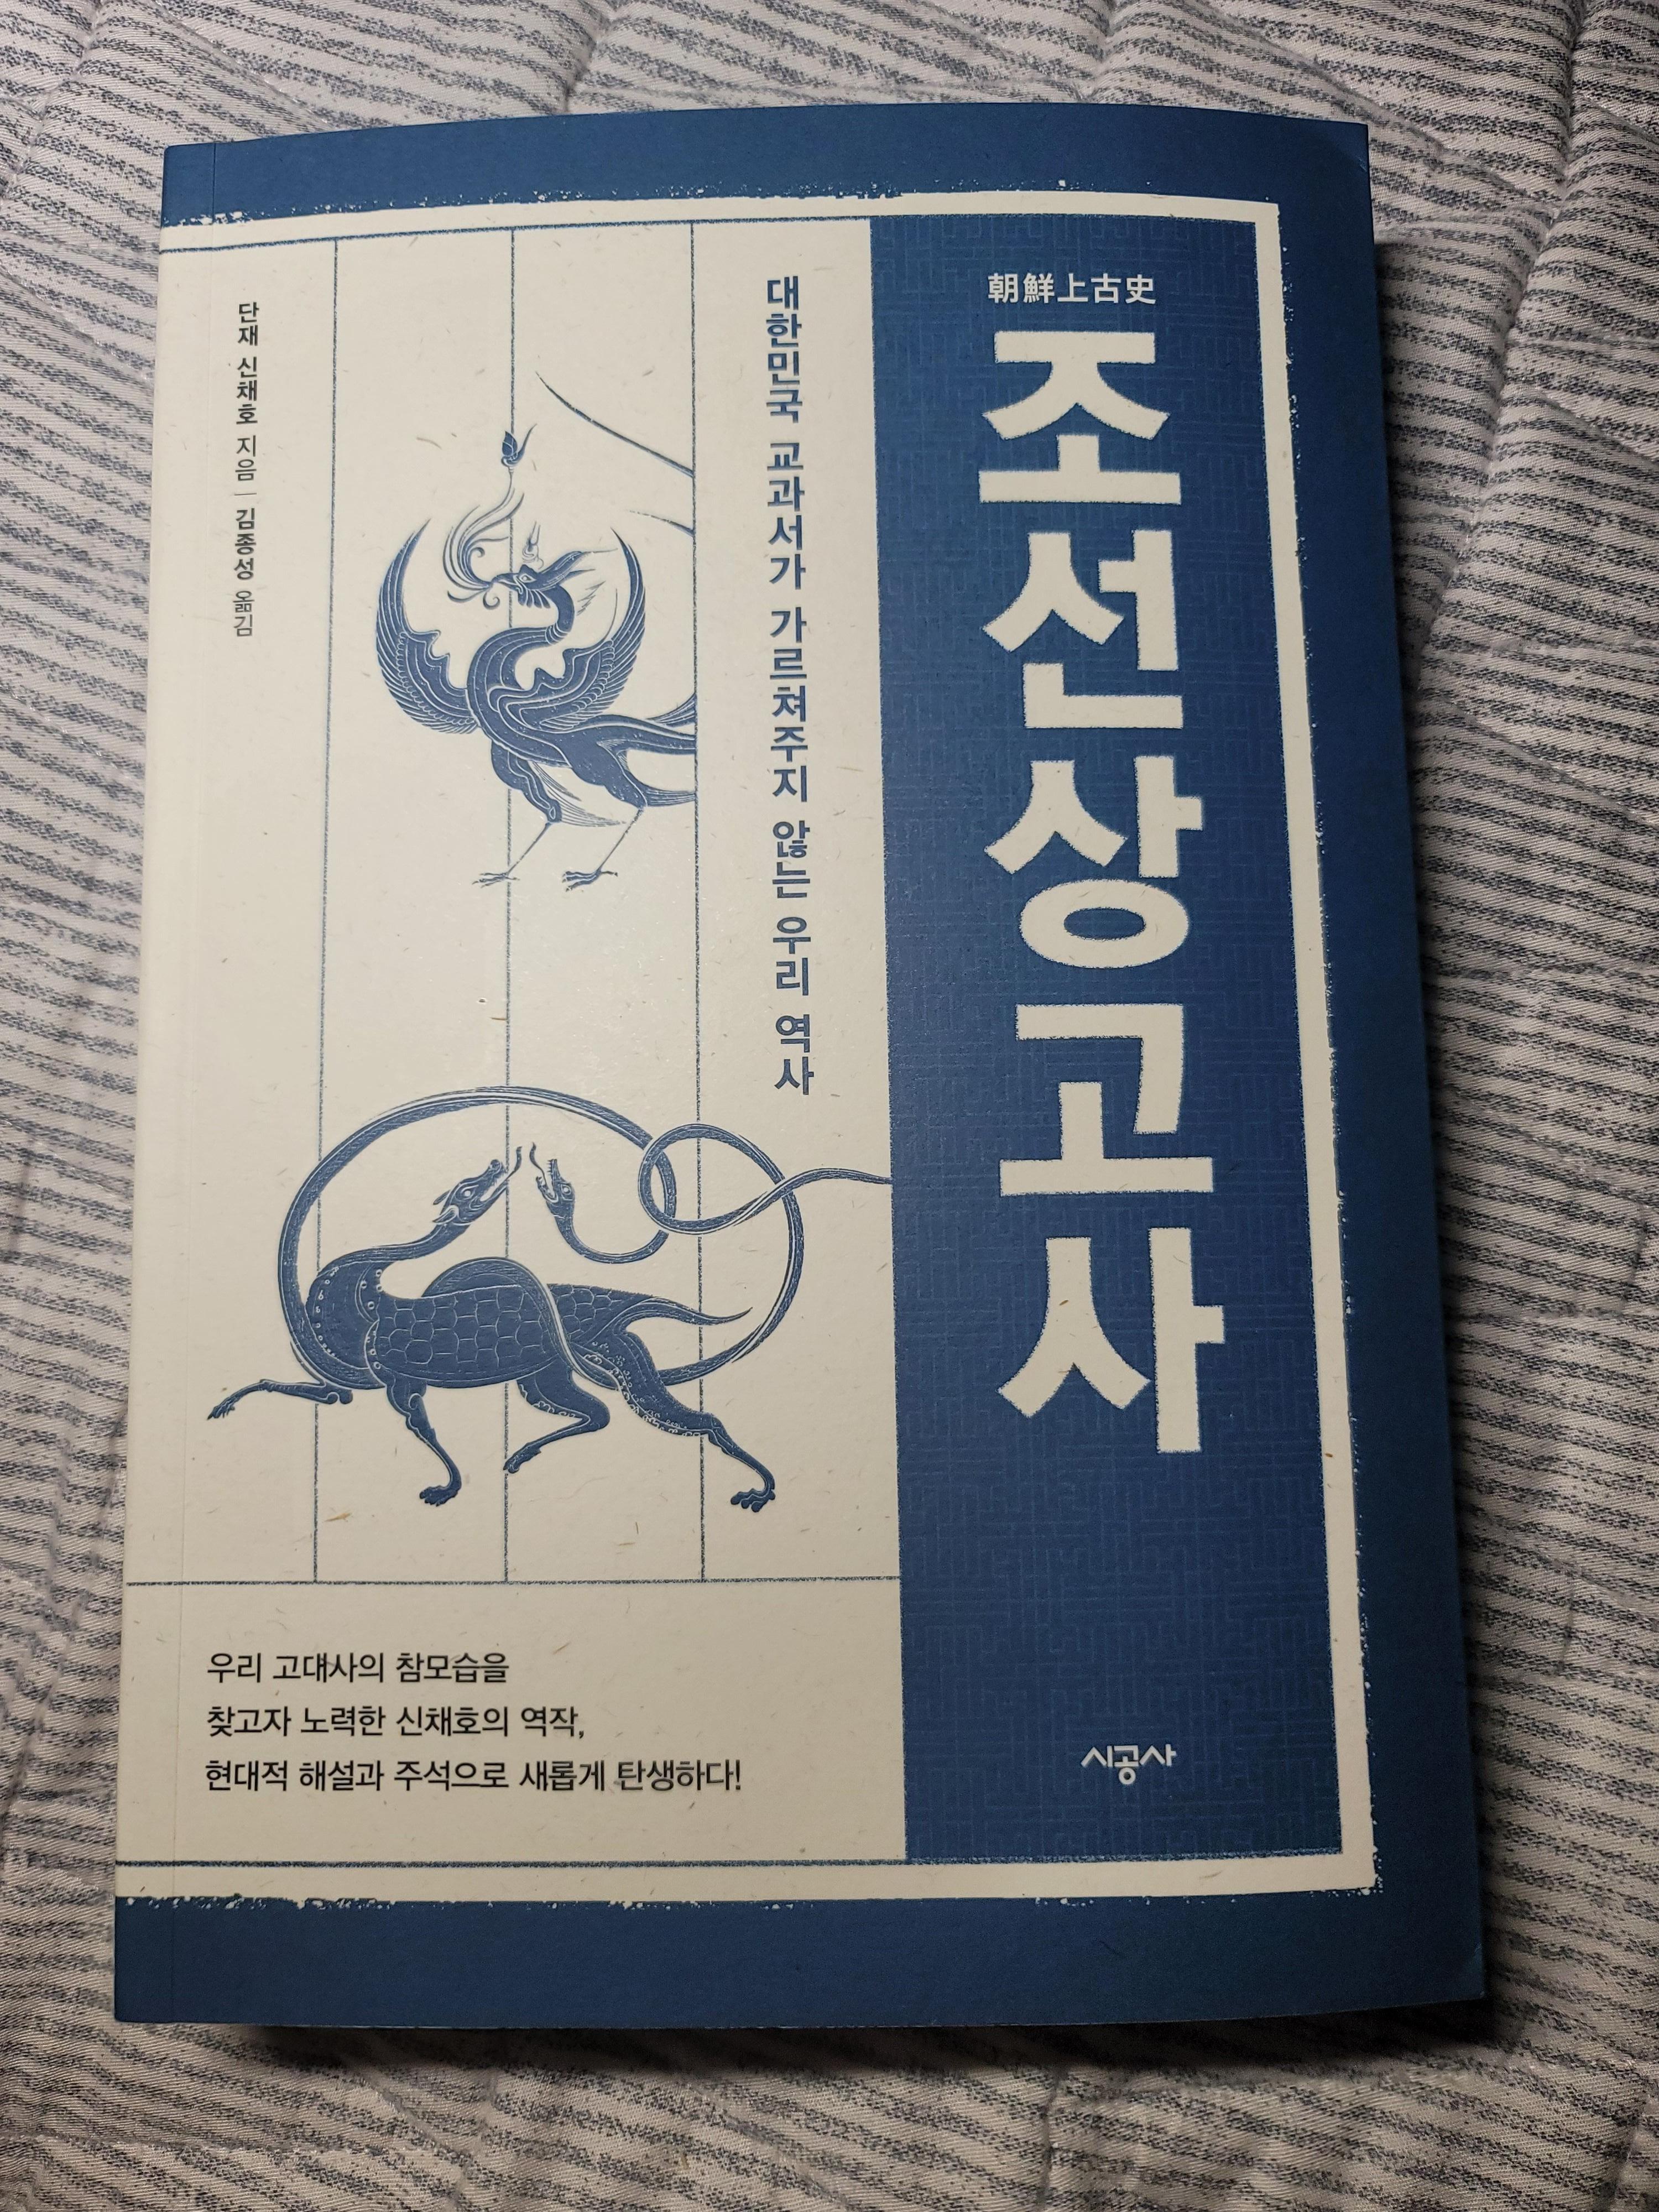 朝鮮上古史
조선상고사
대한민국 교과서가 가르쳐주지 않는 우리 역사
단재 신채호 지음 | 김종성 옮김
우리 고대사의 참모습을
찾고자 노력한 신채호의 역작,
현대적 해설과 주석으로 새롭게 탄생하다!
시공사